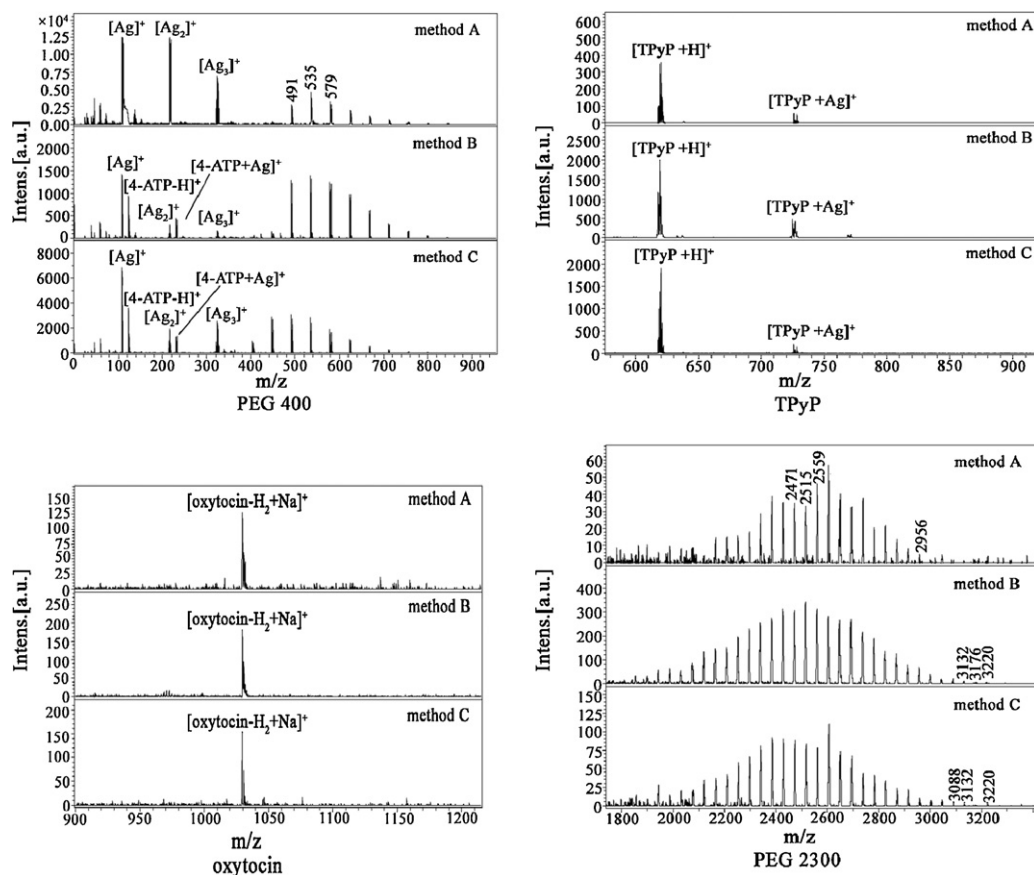 ×10⁴
1.50
1.25
1.00
0.75
0.50
0.25
0.00
[Ag]⁺
[Ag₂]⁺
[Ag₃]⁺
491
535
579
method A
2000
1500
1000
500
0
[Ag]⁺
[4-ATP-H]⁺
[Ag₂]⁺
[4-ATP+Ag]⁺
[Ag₃]⁺
method B
8000
6000
4000
2000
0
[Ag]⁺
[4-ATP-H]⁺
[Ag₂]⁺
[4-ATP+Ag]⁺
[Ag₃]⁺
method C
Intens.[a.u.]
0 100 200 300 400 500 600 700 800 900
m/z
PEG 400
600
500
400
300
200
100
0
[TPyP +H]⁺
[TPyP +Ag]⁺
method A
3000
2000
1000
0
[TPyP +H]⁺
[TPyP +Ag]⁺
method B
2000
1500
1000
500
0
[TPyP +H]⁺
[TPyP +Ag]⁺
method C
Intens.[a.u.]
600 650 700 750 800 850 900
m/z
TPyP
150
125
100
75
50
25
0
[oxytocin-H₂+Na]⁺
method A
250
200
150
100
50
0
[oxytocin-H₂+Na]⁺
method B
200
150
100
50
0
[oxytocin-H₂+Na]⁺
method C
Intens.[a.u.]
900 950 1000 1050 1100 1150 1200
m/z
oxytocin
60
50
40
30
20
10
0
2471
2515
2559
2956
method A
400
300
200
100
0
3132
3176
3220
method B
150
125
100
75
50
25
0
3088
3132
3220
method C
Intens.[a.u.]
1800 2000 2200 2400 2600 2800 3000 3200
m/z
PEG 2300